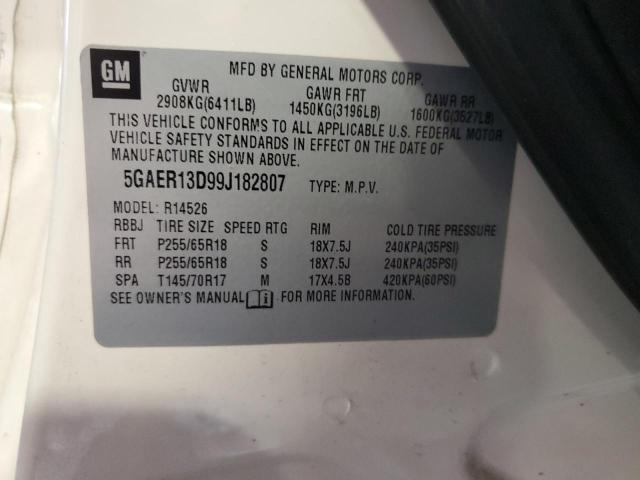 GM
MFD BY GENERAL MOTORS CORP.
GVWR GAWR FRT GAWR RR
2908KG(6411LB) 1450KG(3196LB) 1600KG(3527LB)
THIS VEHICLE CONFORMS TO ALL APPLICABLE U.S. FEDERAL MOTOR
VEHICLE SAFETY STANDARDS IN EFFECT ON THE DATE OF
MANUFACTURE SHOWN ABOVE.
5GAER13D99J182807 TYPE: M.P.V.
MODEL: R14526
RBBJ TIRE SIZE SPEED RTG RIM COLD TIRE PRESSURE
FRT P255/65R18 S 18X7.5J 240KPA(35PSI)
RR P255/65R18 S 18X7.5J 240KPA(35PSI)
SPA T145/70R17 M 17X4.5B 420KPA(60PSI)
SEE OWNER'S MANUAL i FOR MORE INFORMATION.